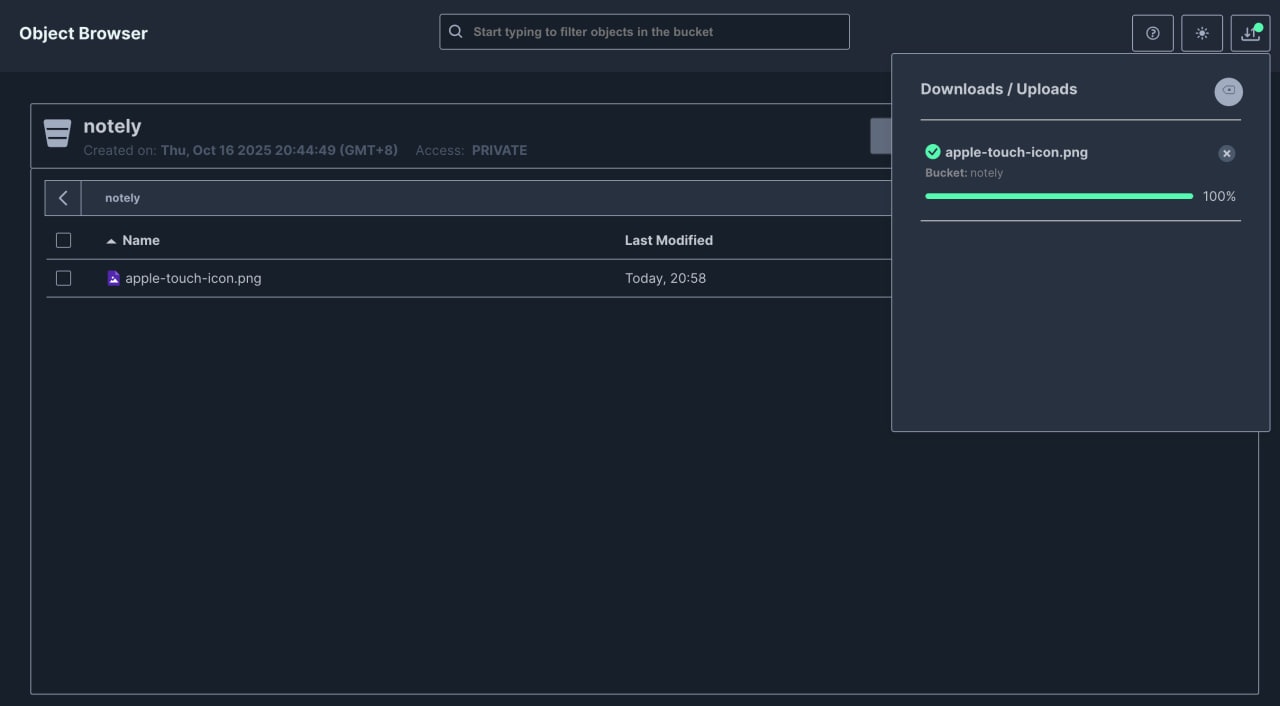 Object Browser
Start typing to filter objects in the bucket
Downloads / Uploads
apple-touch-icon.png
Bucket: notely
100%
notely
Created on: Thu, Oct 16 2025 20:44:49 (GMT+8) Access: PRIVATE
notely
Name Last Modified
apple-touch-icon.png Today, 20:58